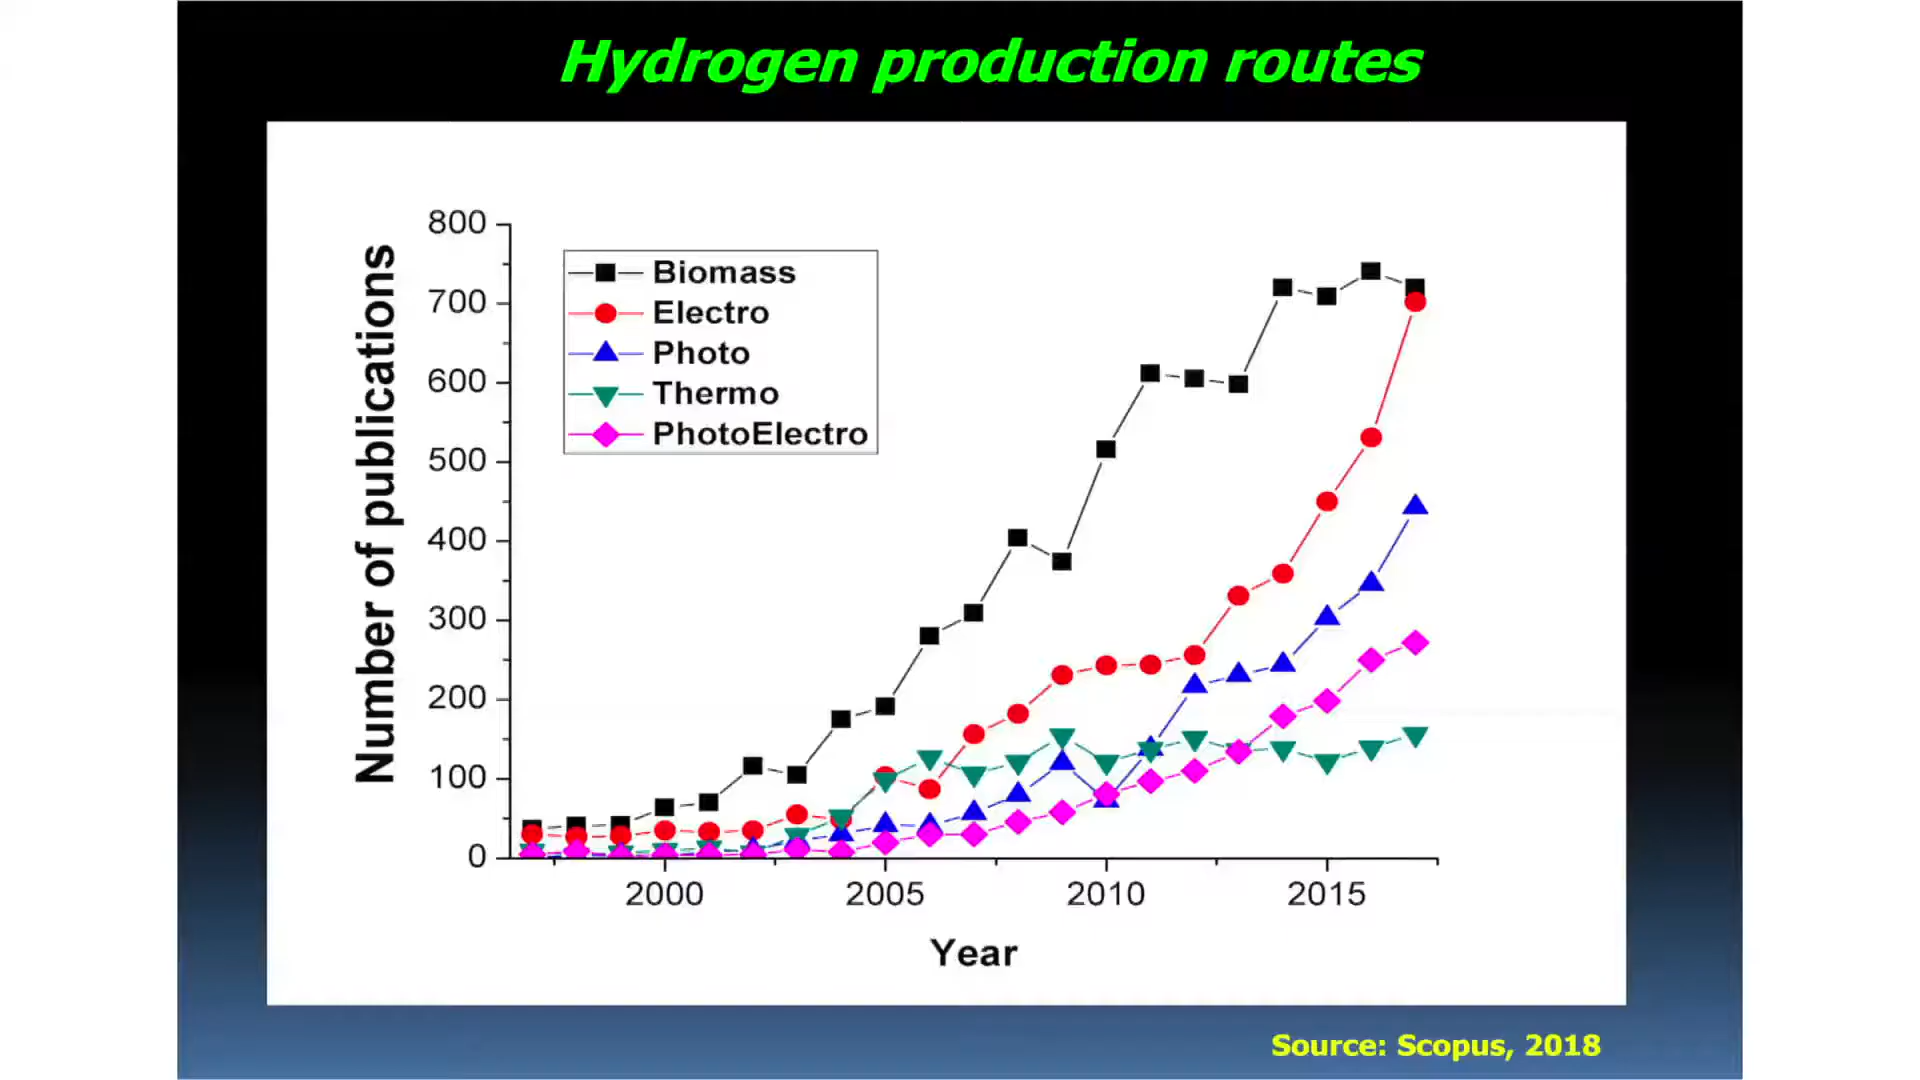 Hydrogen production routes
Number of publications
800
700
600
500
400
300
200
100
0
Biomass
Electro
Photo
Thermo
PhotoElectro
2000 2005 2010 2015
Year
Source: Scopus, 2018